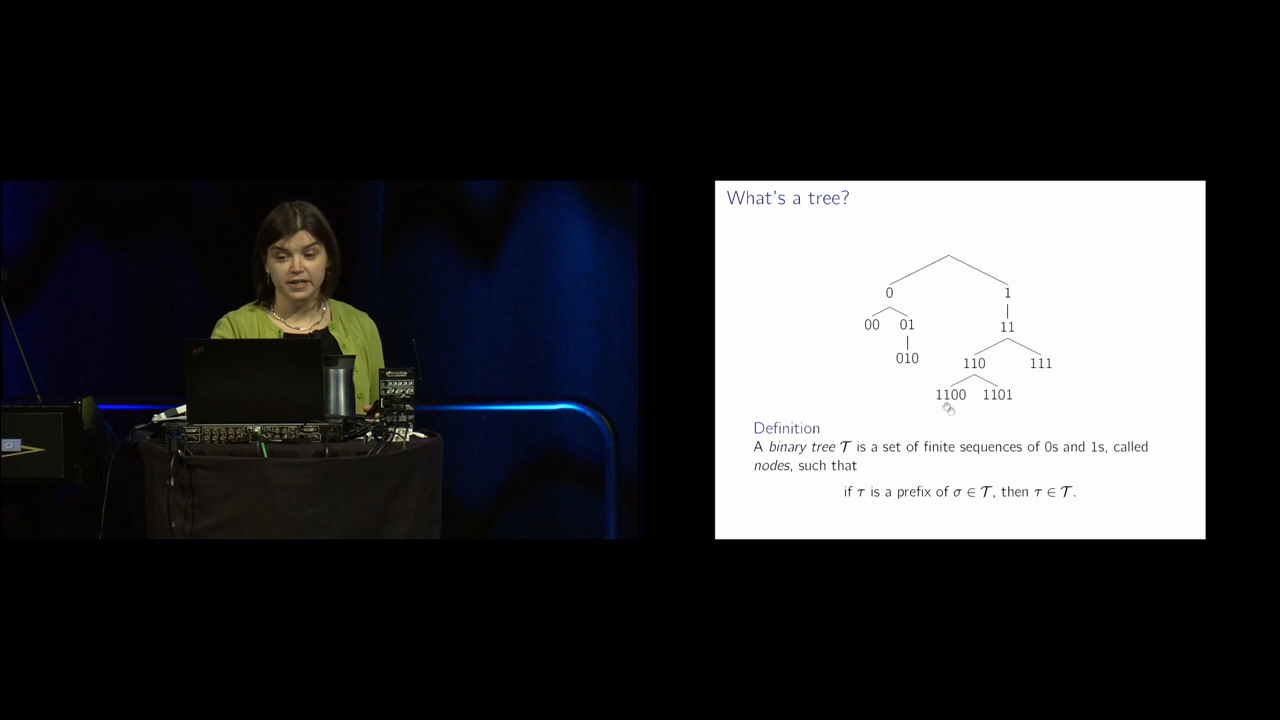 What's a tree?
0 1
00 01 11
010 110 111
1100 1101
Definition
A binary tree 𝒯 is a set of finite sequences of 0s and 1s, called
nodes, such that
if τ is a prefix of σ ∈ 𝒯, then τ ∈ 𝒯.